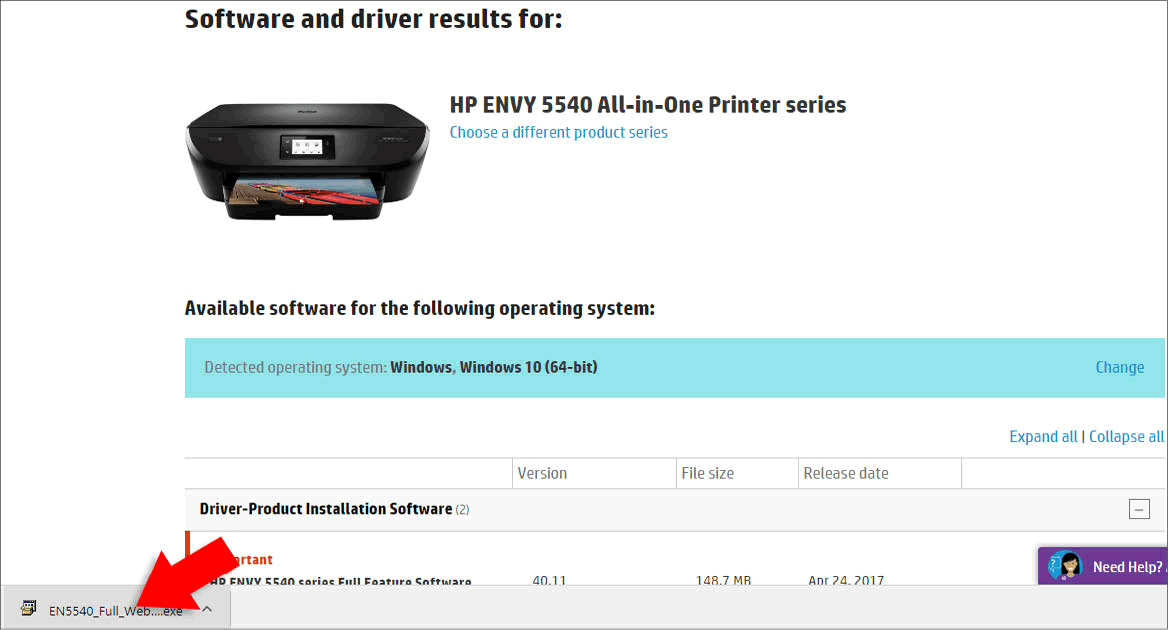 Software and driver results for:
HP ENVY 5540 All-in-One Printer series
Choose a different product series
Available software for the following operating system:
Detected operating system: Windows, Windows 10 (64-bit)
Change
Expand all | Collapse all
Version
File size
Release date
Driver-Product Installation Software (2)
rtant
HP ENVY 5540 series Full Feature Software
40.11
148.7 MB
Apr 24, 2017
Need Help?
EN5540_Full_Web....exe